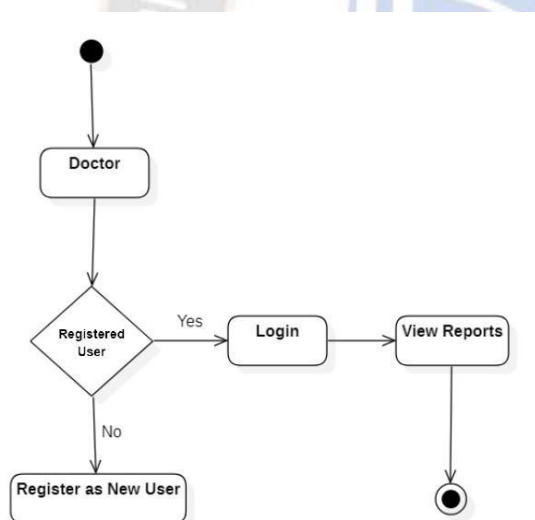 Doctor
Registered
User
Yes
Login
View Reports
No
Register as New User